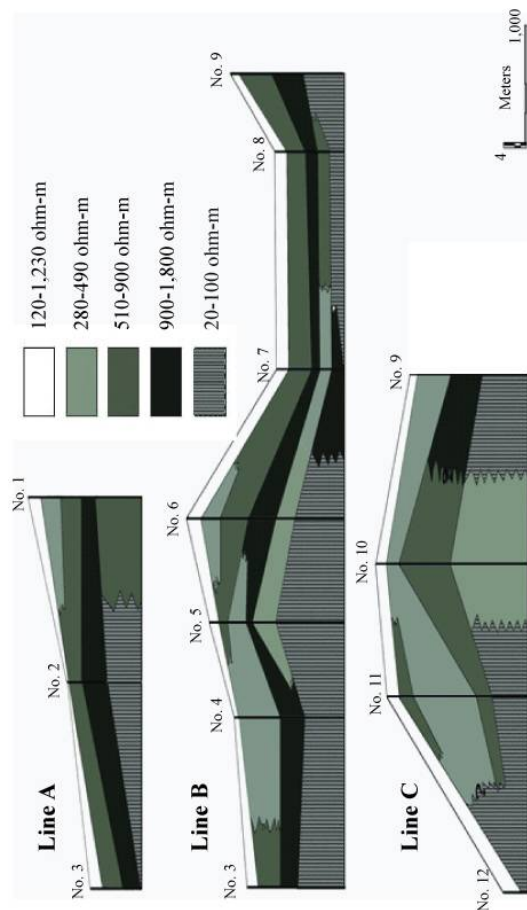 Line A
No. 3
No. 2
No. 1
120-1,230 ohm-m
280-490 ohm-m
510-900 ohm-m
900-1,800 ohm-m
20-100 ohm-m
Line B
No. 3
No. 4
No. 5
No. 6
No. 7
No. 8
No. 9
Line C
No. 12
No. 11
No. 10
No. 9
4
Meters
1,000